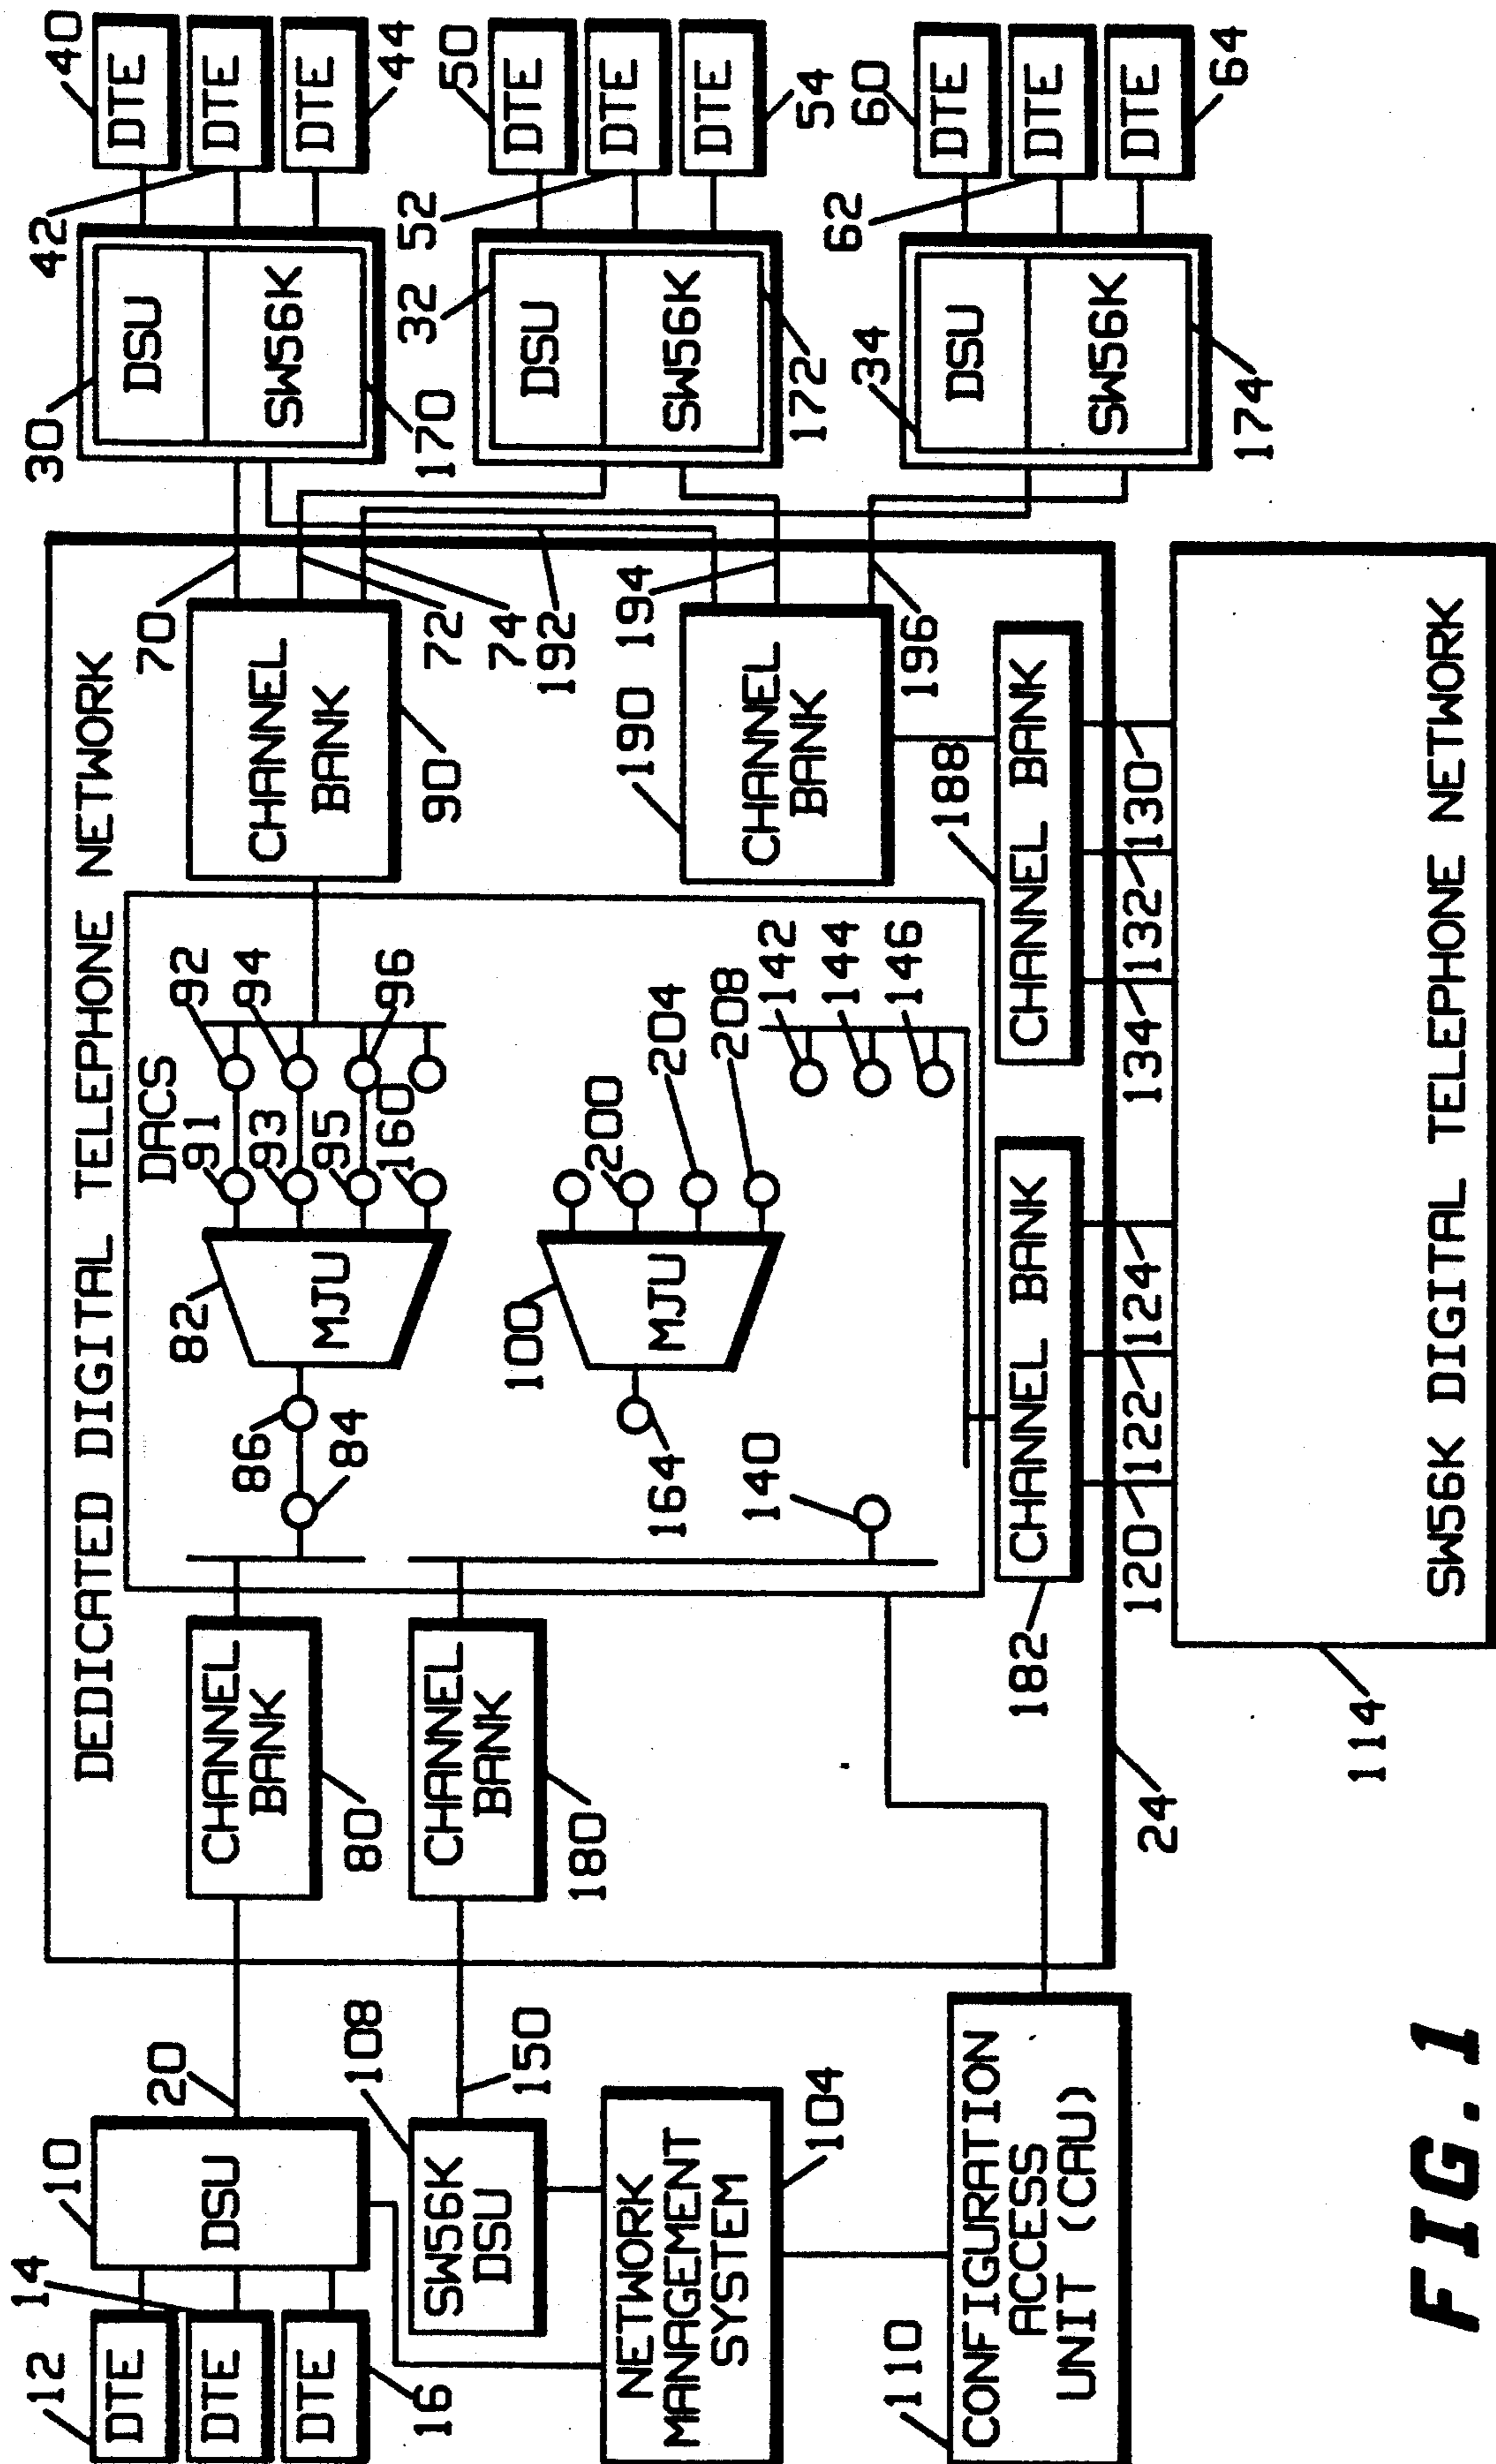 12
14
10
DTE
DTE
DTE
16
DSU
20
108
SW56K
DSU
150
NETWORK
MANAGEMENT
SYSTEM
104
110
CONFIGURATION
ACCESS
UNIT (CAU)
DEDICATED DIGITAL TELEPHONE NETWORK
CHANNEL
BANK
80
CHANNEL
BANK
180
DACS
86
84
82
MJU
91
92
93
94
95
96
160
100
MJU
164
200
204
208
140
142
144
146
CHANNEL
BANK
90
70
72
74
192
194
190
CHANNEL
BANK
196
188
CHANNEL BANK
182
CHANNEL BANK
24
120
122
124
134
132
130
114
SW56K DIGITAL TELEPHONE NETWORK
30
DSU
SW56K
170
42
40
DTE
DTE
DTE
44
32
DSU
SW56K
172
52
50
DTE
DTE
DTE
54
34
DSU
SW56K
174
62
60
DTE
DTE
DTE
64
FIG. 1